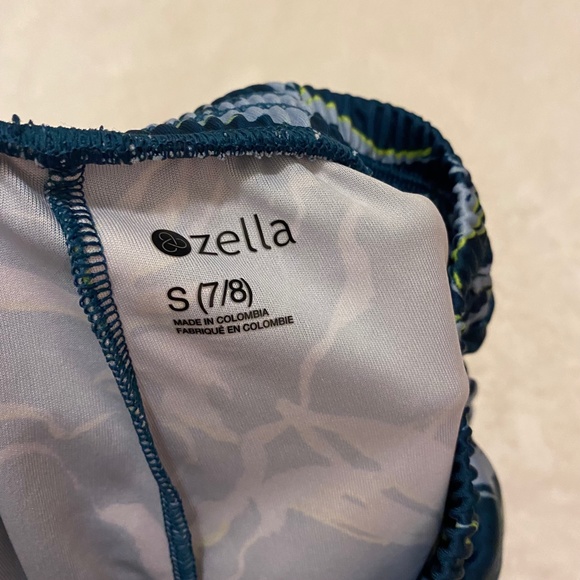 zella
S (7/8)
MADE IN COLOMBIA
FABRIQUÉ EN COLOMBIE